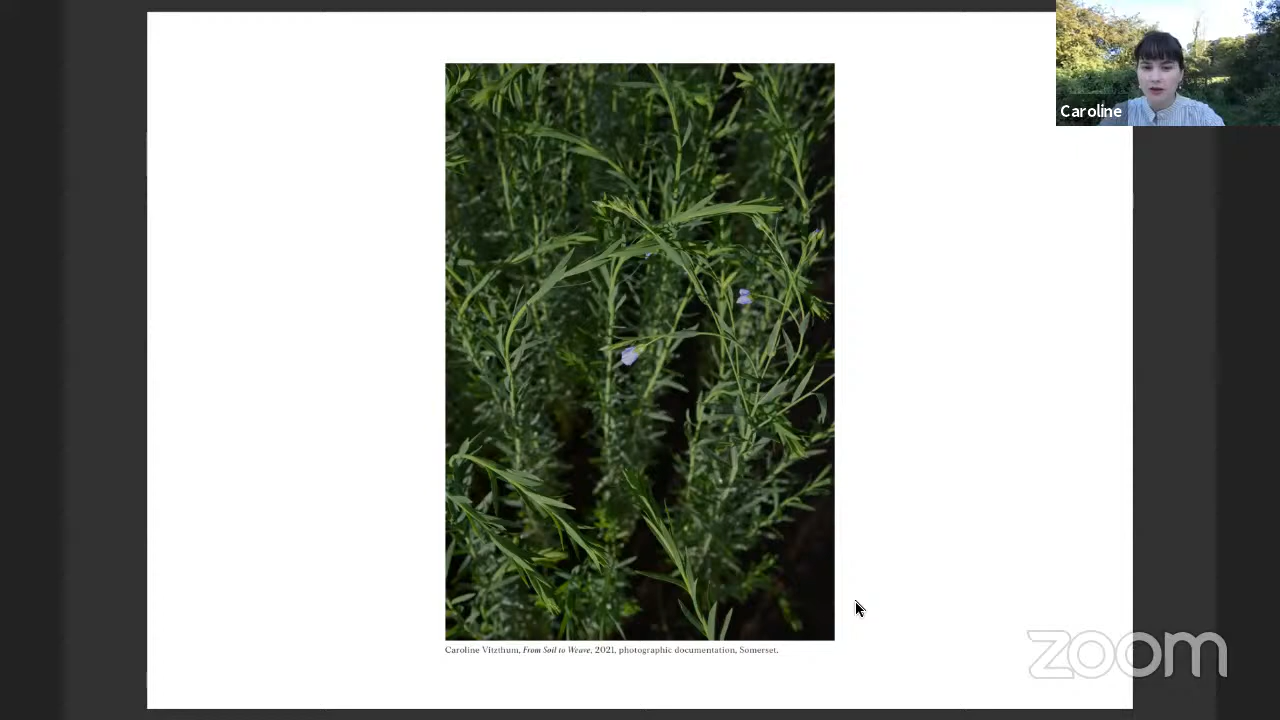 Caroline
Caroline Vitzthum, From Soil to Weave, 2021, photographic documentation, Somerset.
zoom